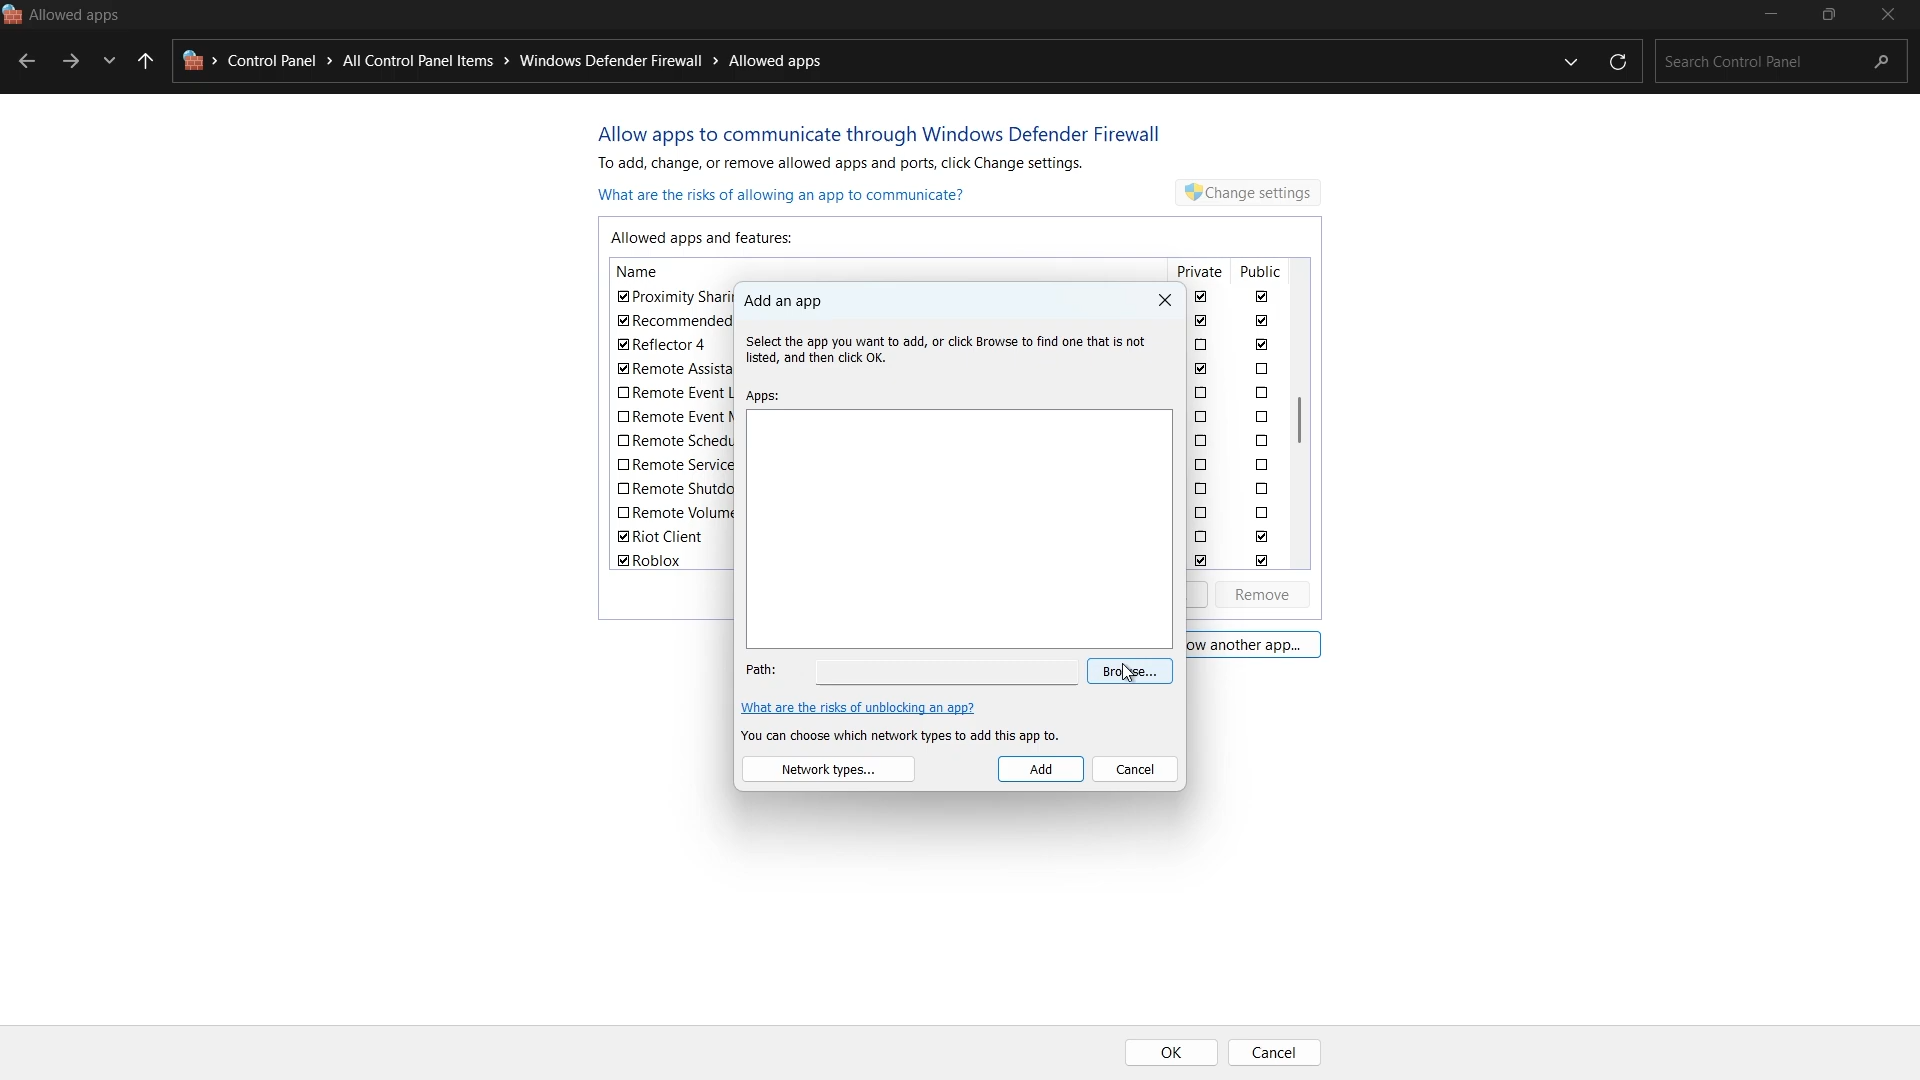 Allowed apps
Control Panel > All Control Panel Items > Windows Defender Firewall > Allowed apps
Search Control Panel
Allow apps to communicate through Windows Defender Firewall
To add, change, or remove allowed apps and ports, click Change settings.
What are the risks of allowing an app to communicate?
Change settings
Allowed apps and features:
Name Private Public
Proximity Shari
Recommended
Reflector 4
Remote Assista
Remote Event
Remote Event
Remote Schedu
Remote Service
Remote Shutdo
Remote Volume
Riot Client
Roblox
Remove
ow another app...
Add an app
Select the app you want to add, or click Browse to find one that is not
listed, and then click OK.
Apps:
Path:
Browse...
What are the risks of unblocking an app?
You can choose which network types to add this app to.
Network types... Add Cancel
OK Cancel